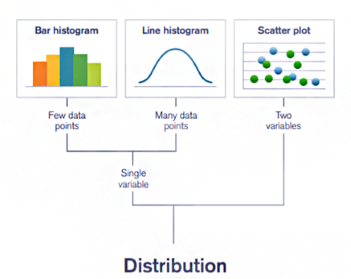 Bar histogram
Line histogram
Scatter plot
Few data
points
Many data
points
Two
variables
Single
variable
Distribution